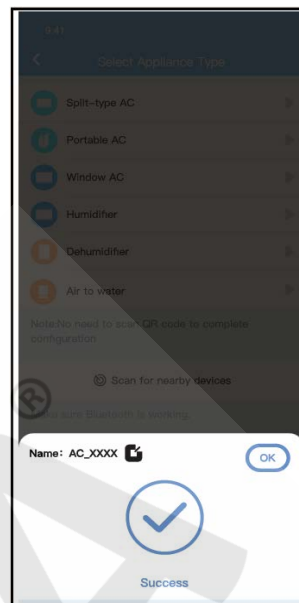 9:41
Select Appliance Type
Split-type AC
Portable AC
Window AC
Humidifier
Dehumidifier
Air to water
Note:No need to scan QR code to complete
configuration
Scan for nearby devices
sure Bluetooth is working.
Name: AC_XXXX
OK
Success